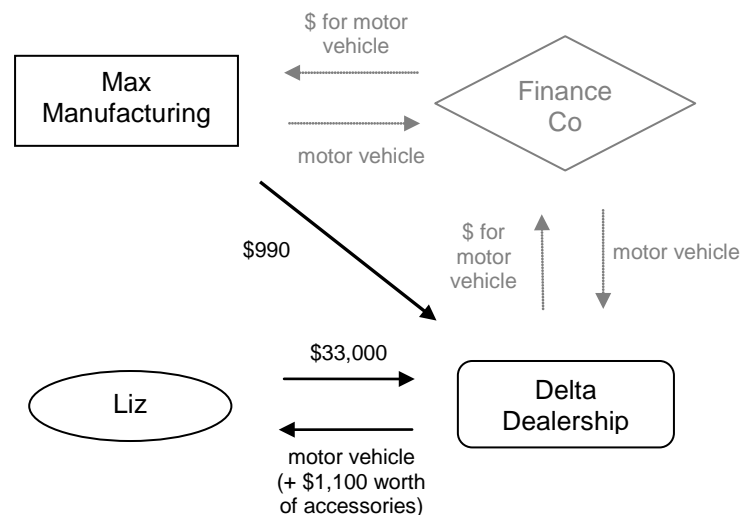 $ for motor
vehicle
Max
Manufacturing
Finance
Co
motor vehicle
$990
$ for
motor
vehicle
motor vehicle
$33,000
Liz
Delta
Dealership
motor vehicle
(+ $1,100 worth
of accessories)